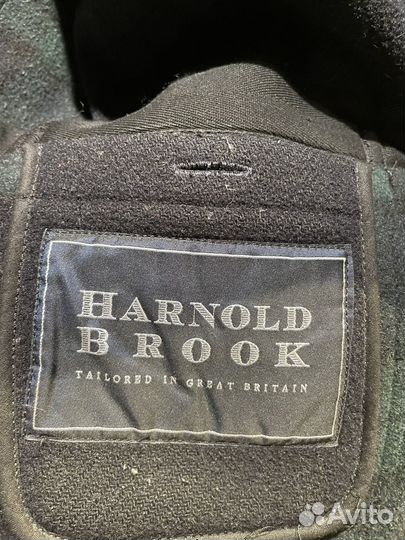 HARNOLD
BROOK
TAILORED IN GREAT BRITAIN
Avito